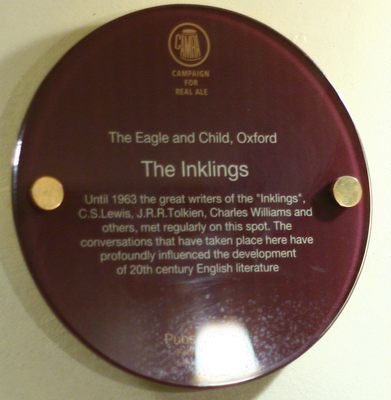 CAMRA
CAMPAIGN
FOR
REAL ALE
The Eagle and Child, Oxford
The Inklings
Until 1963 the great writers of the "Inklings",
C.S.Lewis, J.R.R.Tolkien, Charles Williams and
others, met regularly on this spot. The
conversations that have taken place here have
profoundly influenced the development
of 20th century English literature